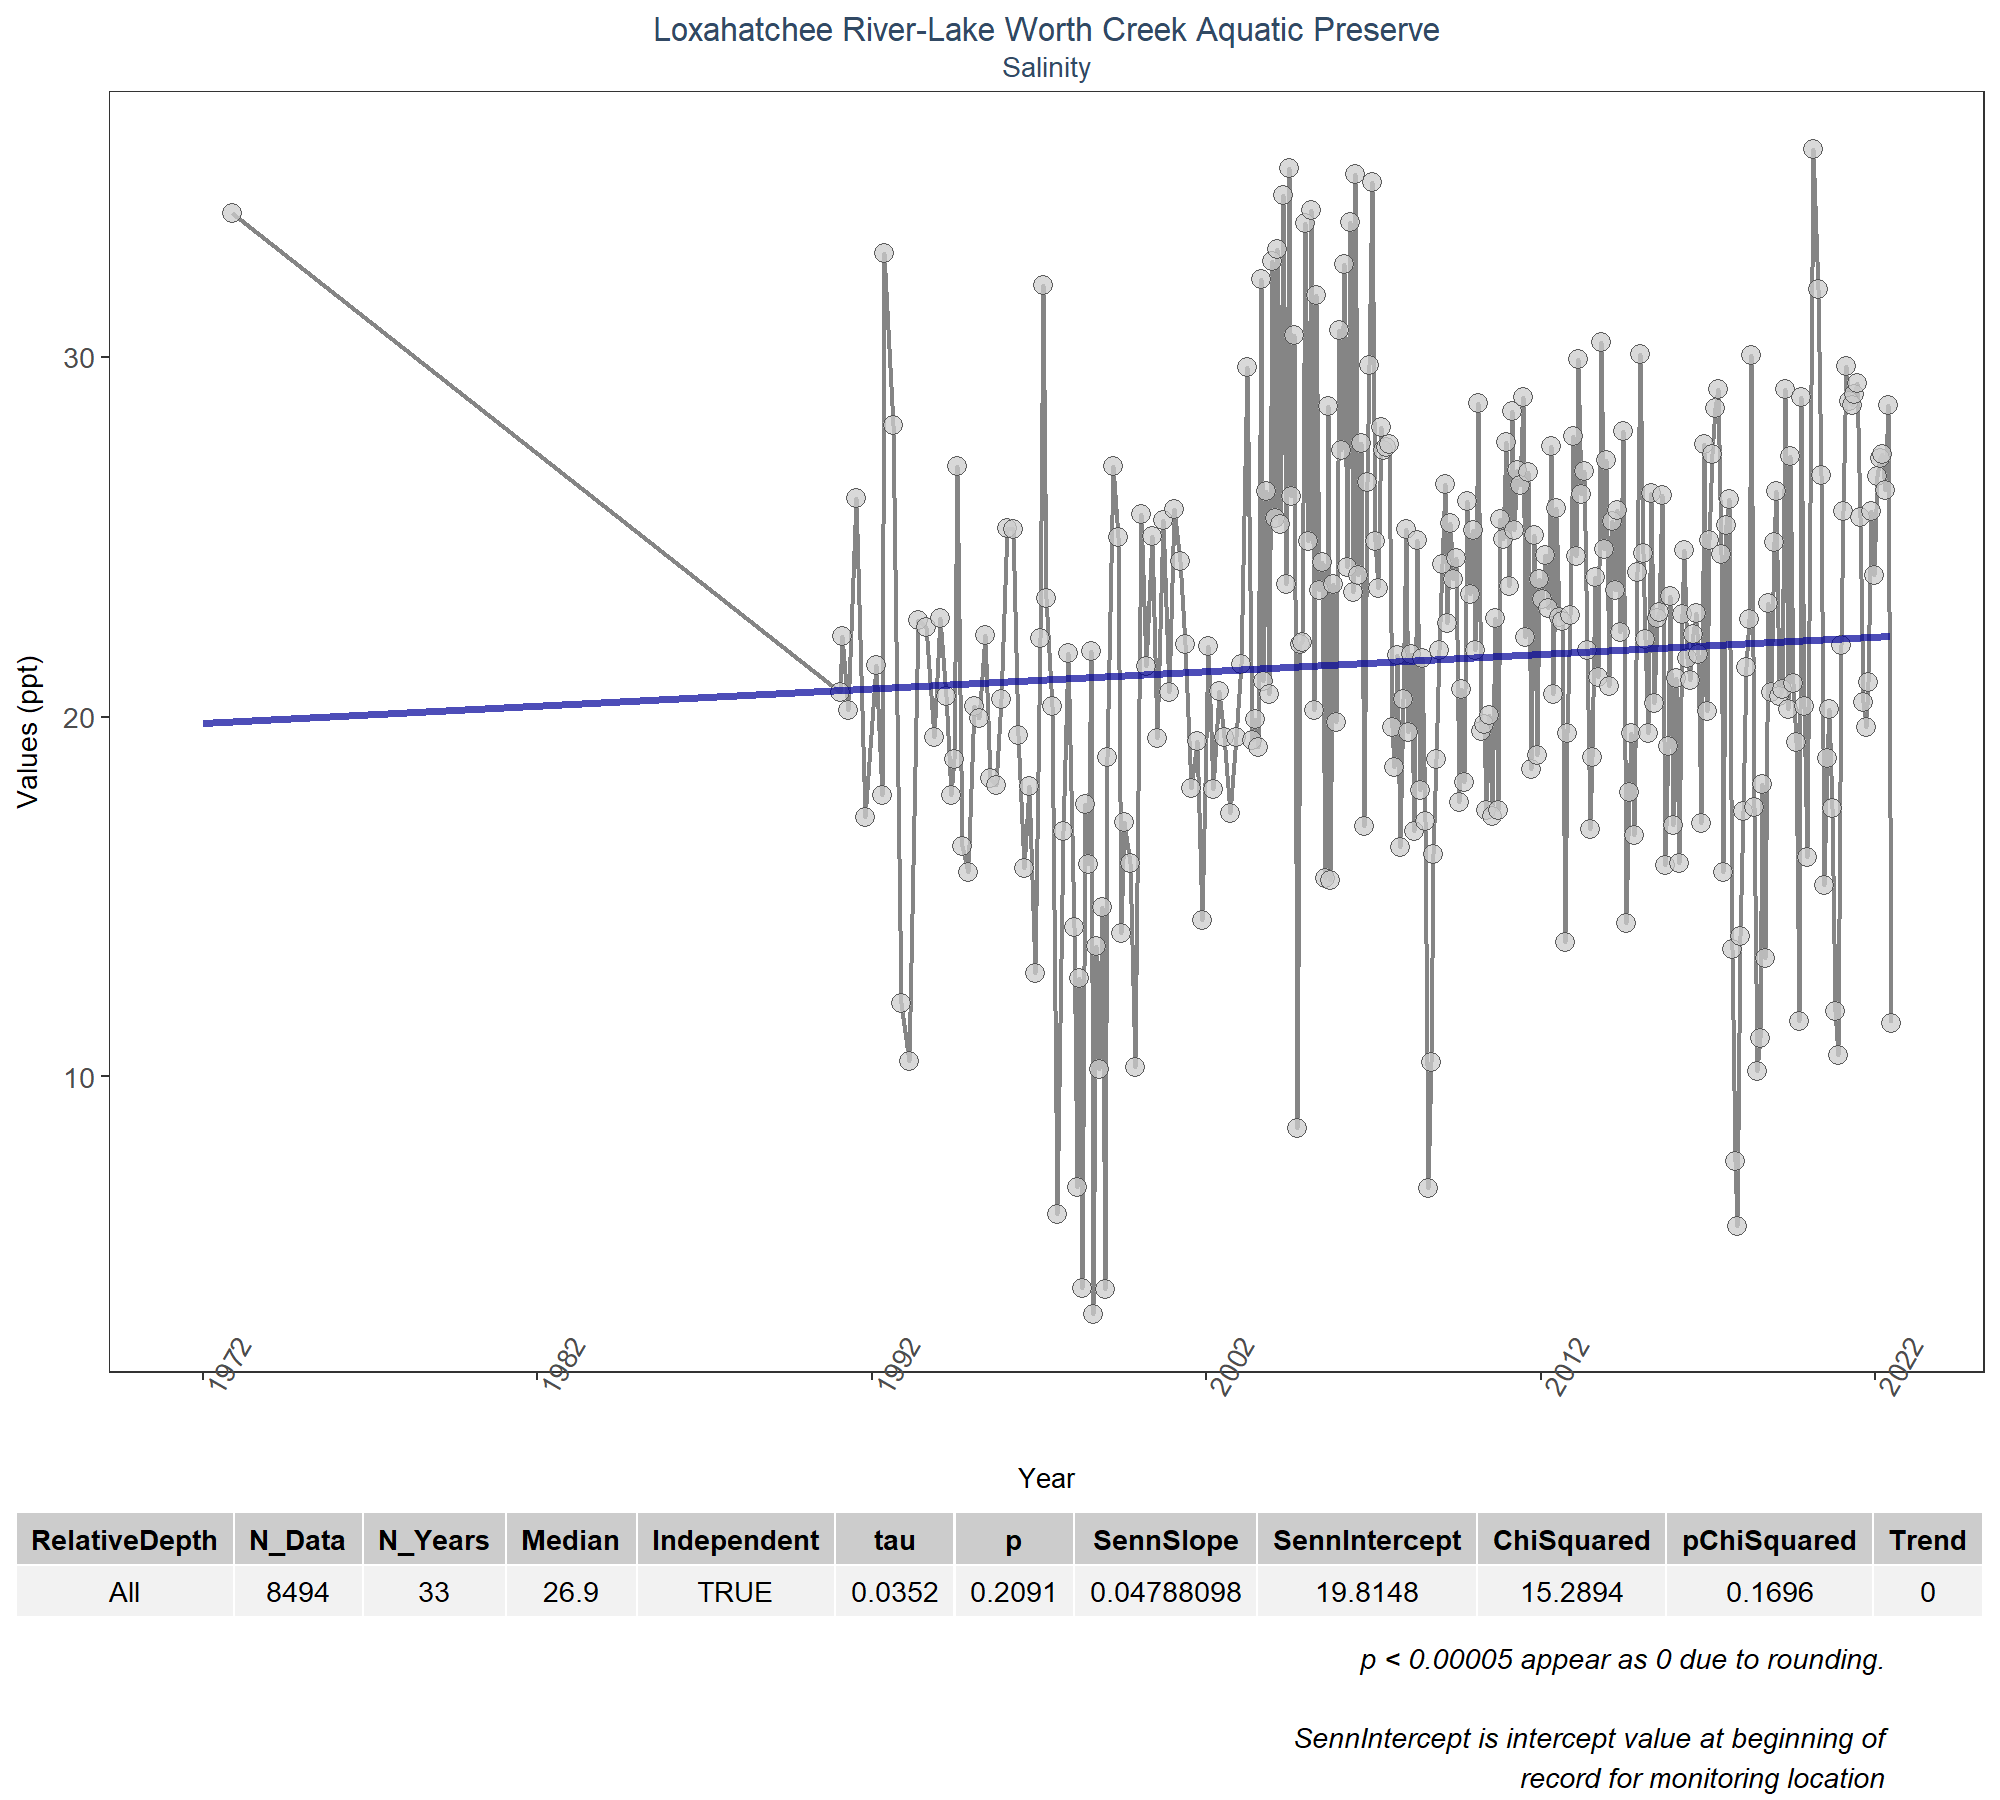 Loxahatchee River-Lake Worth Creek Aquatic Preserve
Salinity
Values (ppt)
30
20
10
1972 1982 1992 2002 2012 2022
Year
RelativeDepth N_Data N_Years Median Independent tau p SennSlope SennIntercept ChiSquared pChiSquared Trend
All 8494 33 26.9 TRUE 0.0352 0.2091 0.04788098 19.8148 15.2894 0.1696 0
p < 0.00005 appear as 0 due to rounding.
SennIntercept is intercept value at beginning of
record for monitoring location